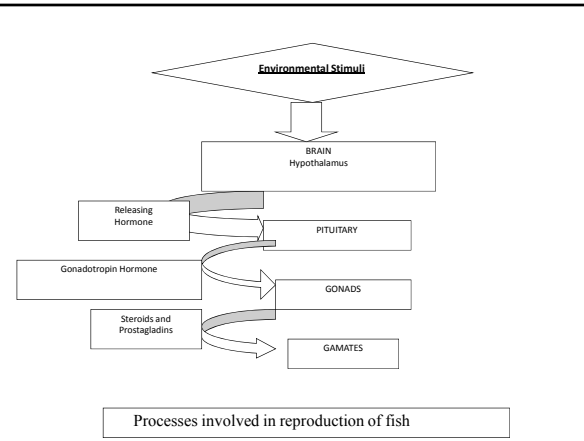 Environmental Stimuli
BRAIN
Hypothalamus
Releasing
Hormone
PITUITARY
Gonadotropin Hormone
GONADS
Steroids and
Prostagladins
GAMATES
Processes involved in reproduction of fish